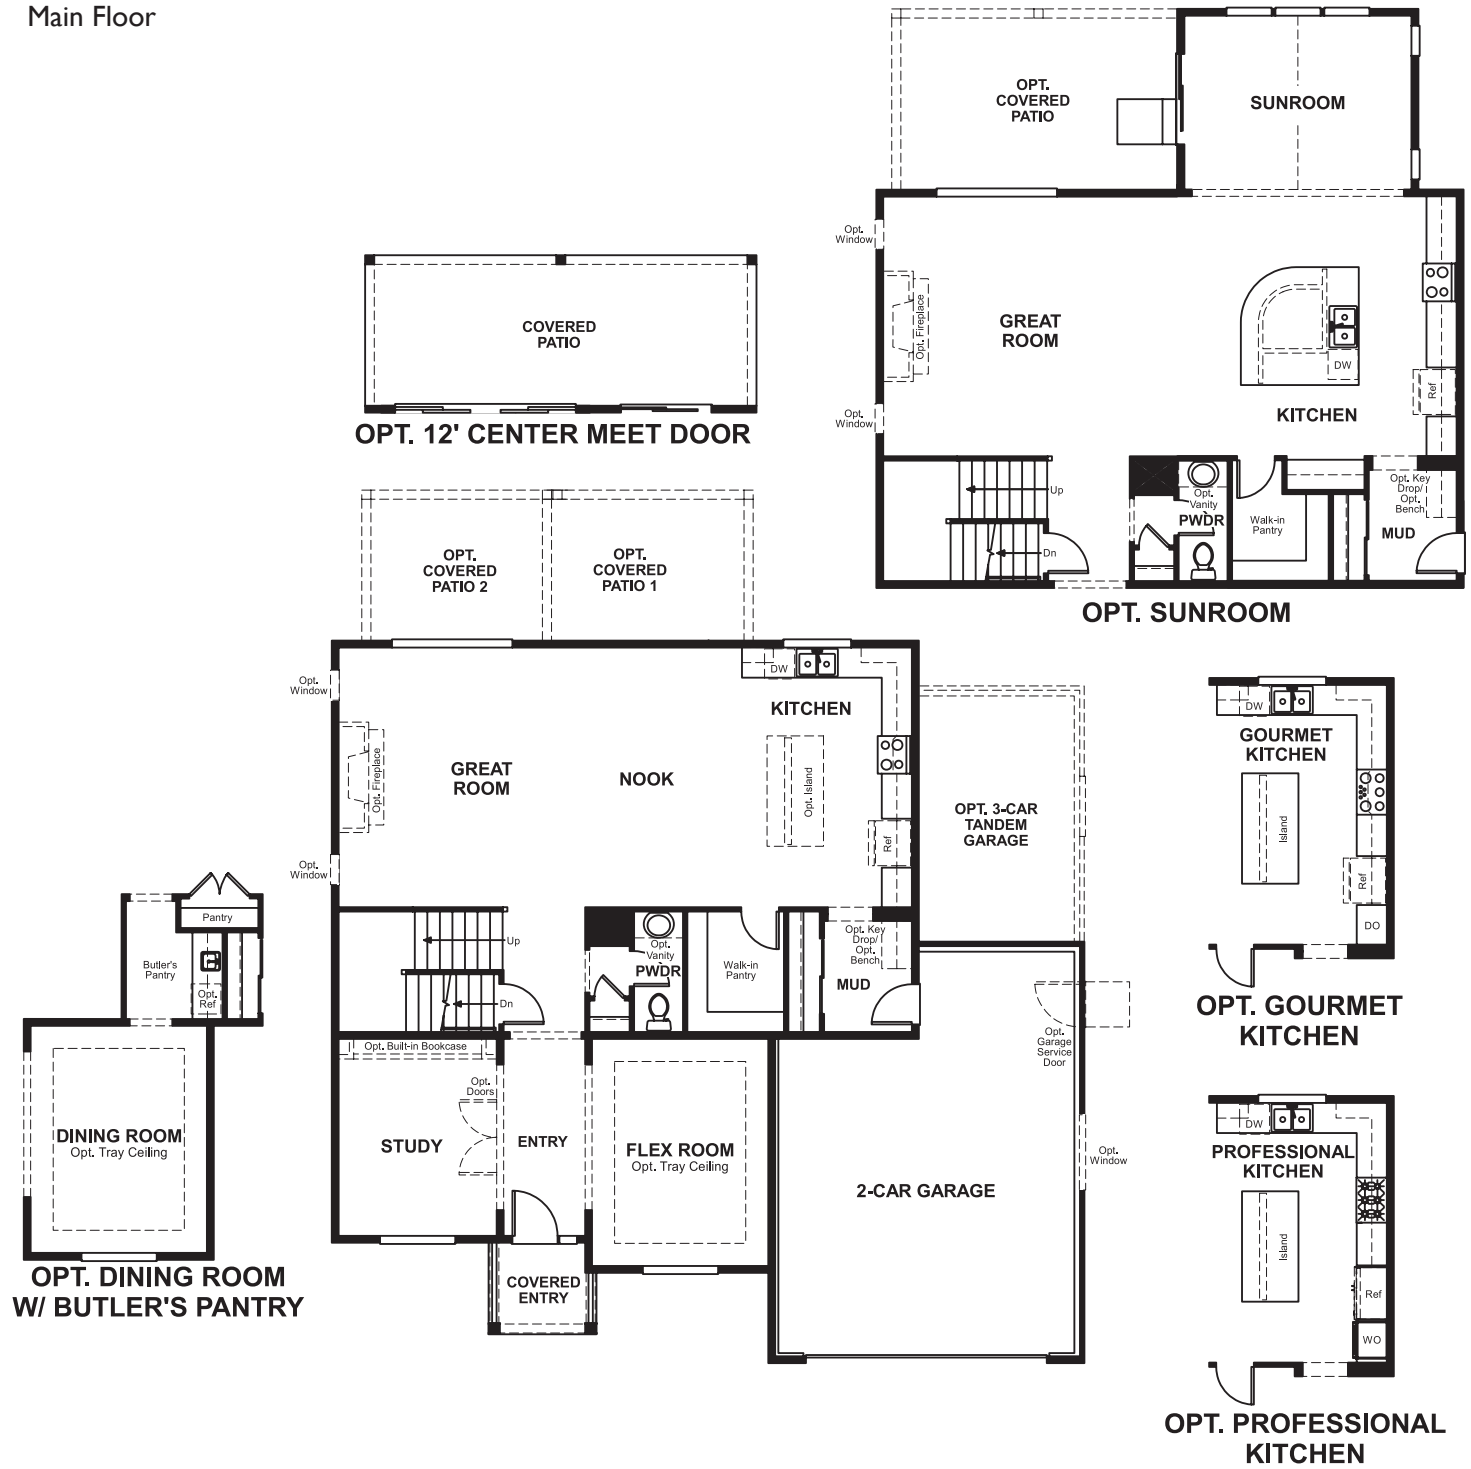 Main Floor
OPT.
COVERED
PATIO
SUNROOM
Opt.
Window
Opt. Fireplace
GREAT
ROOM
DW
Ref
KITCHEN
Opt.
Window
Up
Dn
Opt.
Vanity
PWDR
Walk-in
Pantry
Opt. Key
Drop/
Opt.
Bench
MUD
OPT. SUNROOM
COVERED
PATIO
OPT. 12' CENTER MEET DOOR
OPT.
COVERED
PATIO 2
OPT.
COVERED
PATIO 1
Opt.
Window
DW
KITCHEN
Opt. Fireplace
GREAT
ROOM
NOOK
Opt. Island
Ref
Opt.
Window
OPT. 3-CAR
TANDEM
GARAGE
Up
Dn
Opt.
Vanity
PWDR
Walk-in
Pantry
Opt. Key
Drop/
Opt.
Bench
MUD
Opt.
Garage
Service
Door
Opt. Built-in Bookcase
Opt.
Doors
STUDY
ENTRY
FLEX ROOM
Opt. Tray Ceiling
2-CAR GARAGE
Opt.
Window
COVERED
ENTRY
Pantry
Butler's
Pantry
Opt.
Ref
DINING ROOM
Opt. Tray Ceiling
OPT. DINING ROOM
W/ BUTLER'S PANTRY
DW
GOURMET
KITCHEN
Island
Ref
DO
OPT. GOURMET
KITCHEN
DW
PROFESSIONAL
KITCHEN
Island
Ref
WO
OPT. PROFESSIONAL
KITCHEN